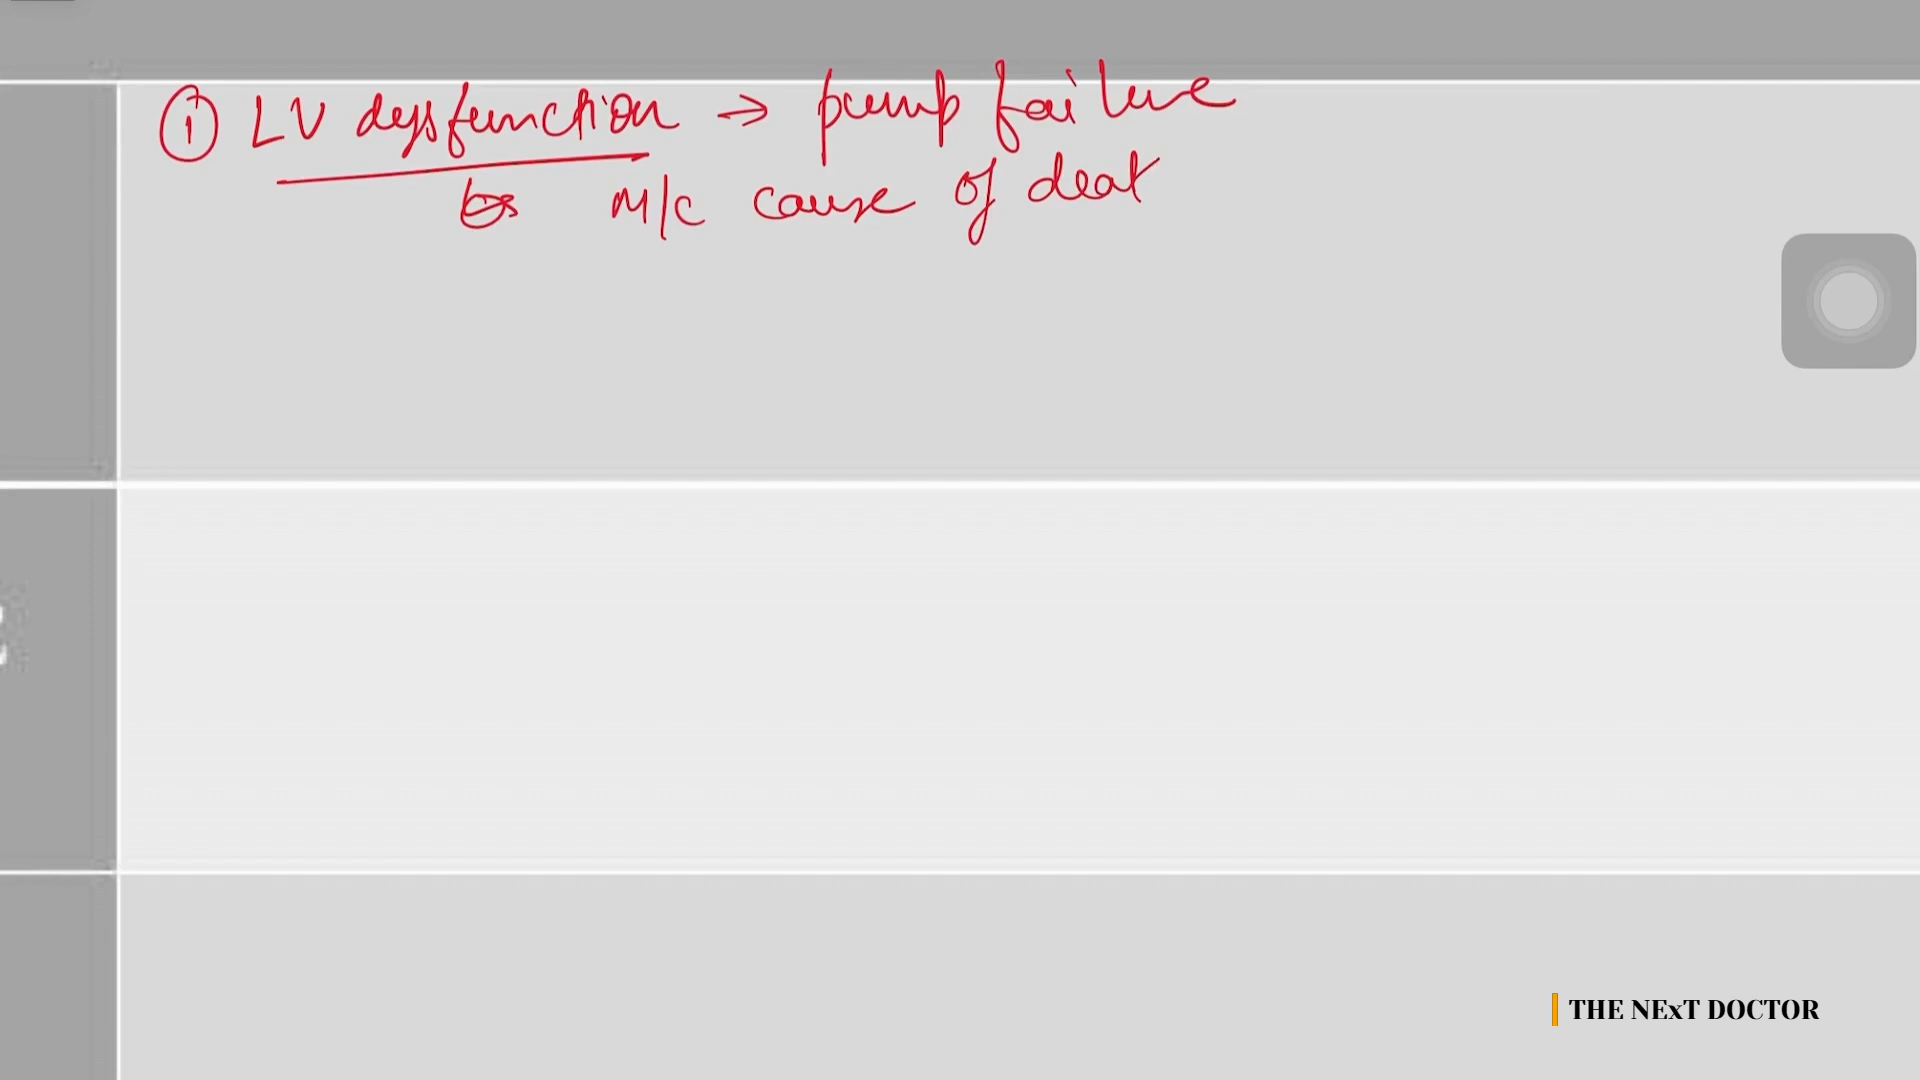 ① LV dysfunction → pump failure
↳ M/c cause of deat
THE NExT DOCTOR